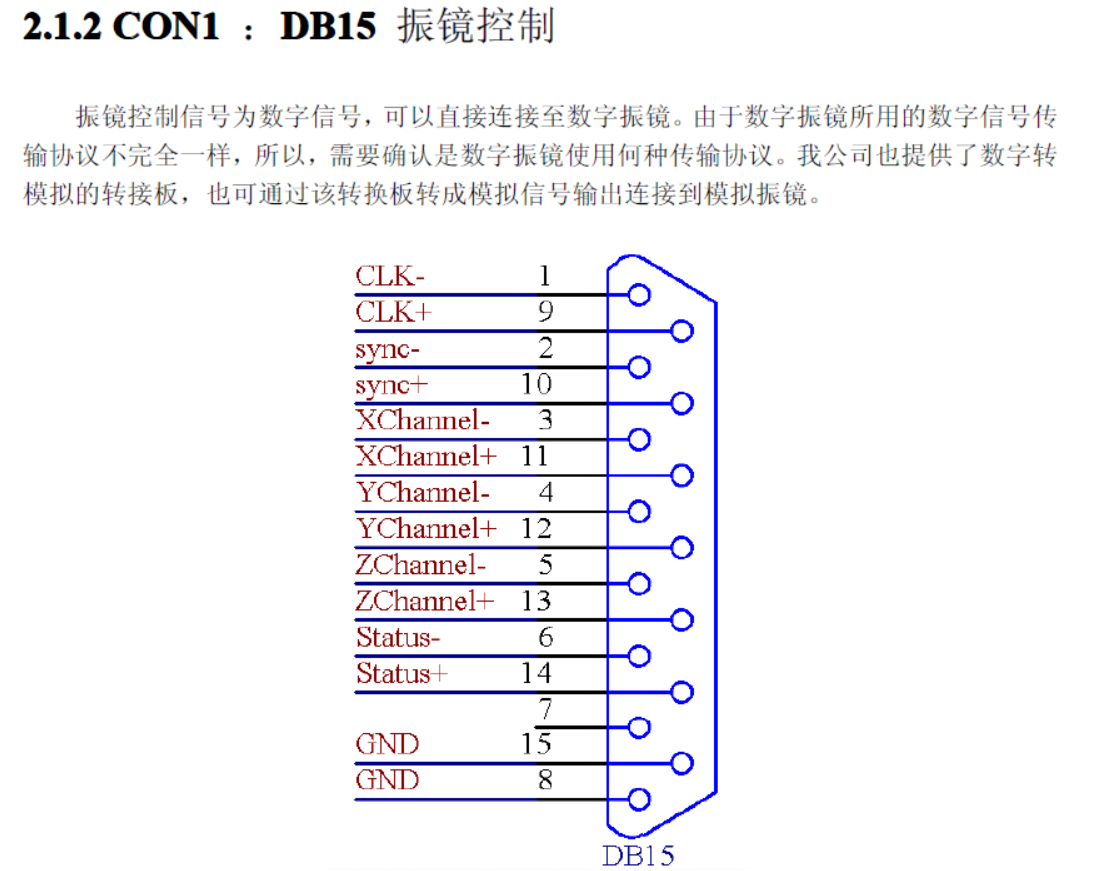 2.1.2 CON1 ： DB15 振镜控制
振镜控制信号为数字信号，可以直接连接至数字振镜。由于数字振镜所用的数字信号传
输协议不完全一样，所以，需要确认是数字振镜使用何种传输协议。我公司也提供了数字转
模拟的转接板，也可通过该转换板转成模拟信号输出连接到模拟振镜。
CLK- 1
CLK+ 9
sync- 2
sync+ 10
XChannel- 3
XChannel+ 11
YChannel- 4
YChannel+ 12
ZChannel- 5
ZChannel+ 13
Status- 6
Status+ 14
7
GND 15
GND 8
DB15